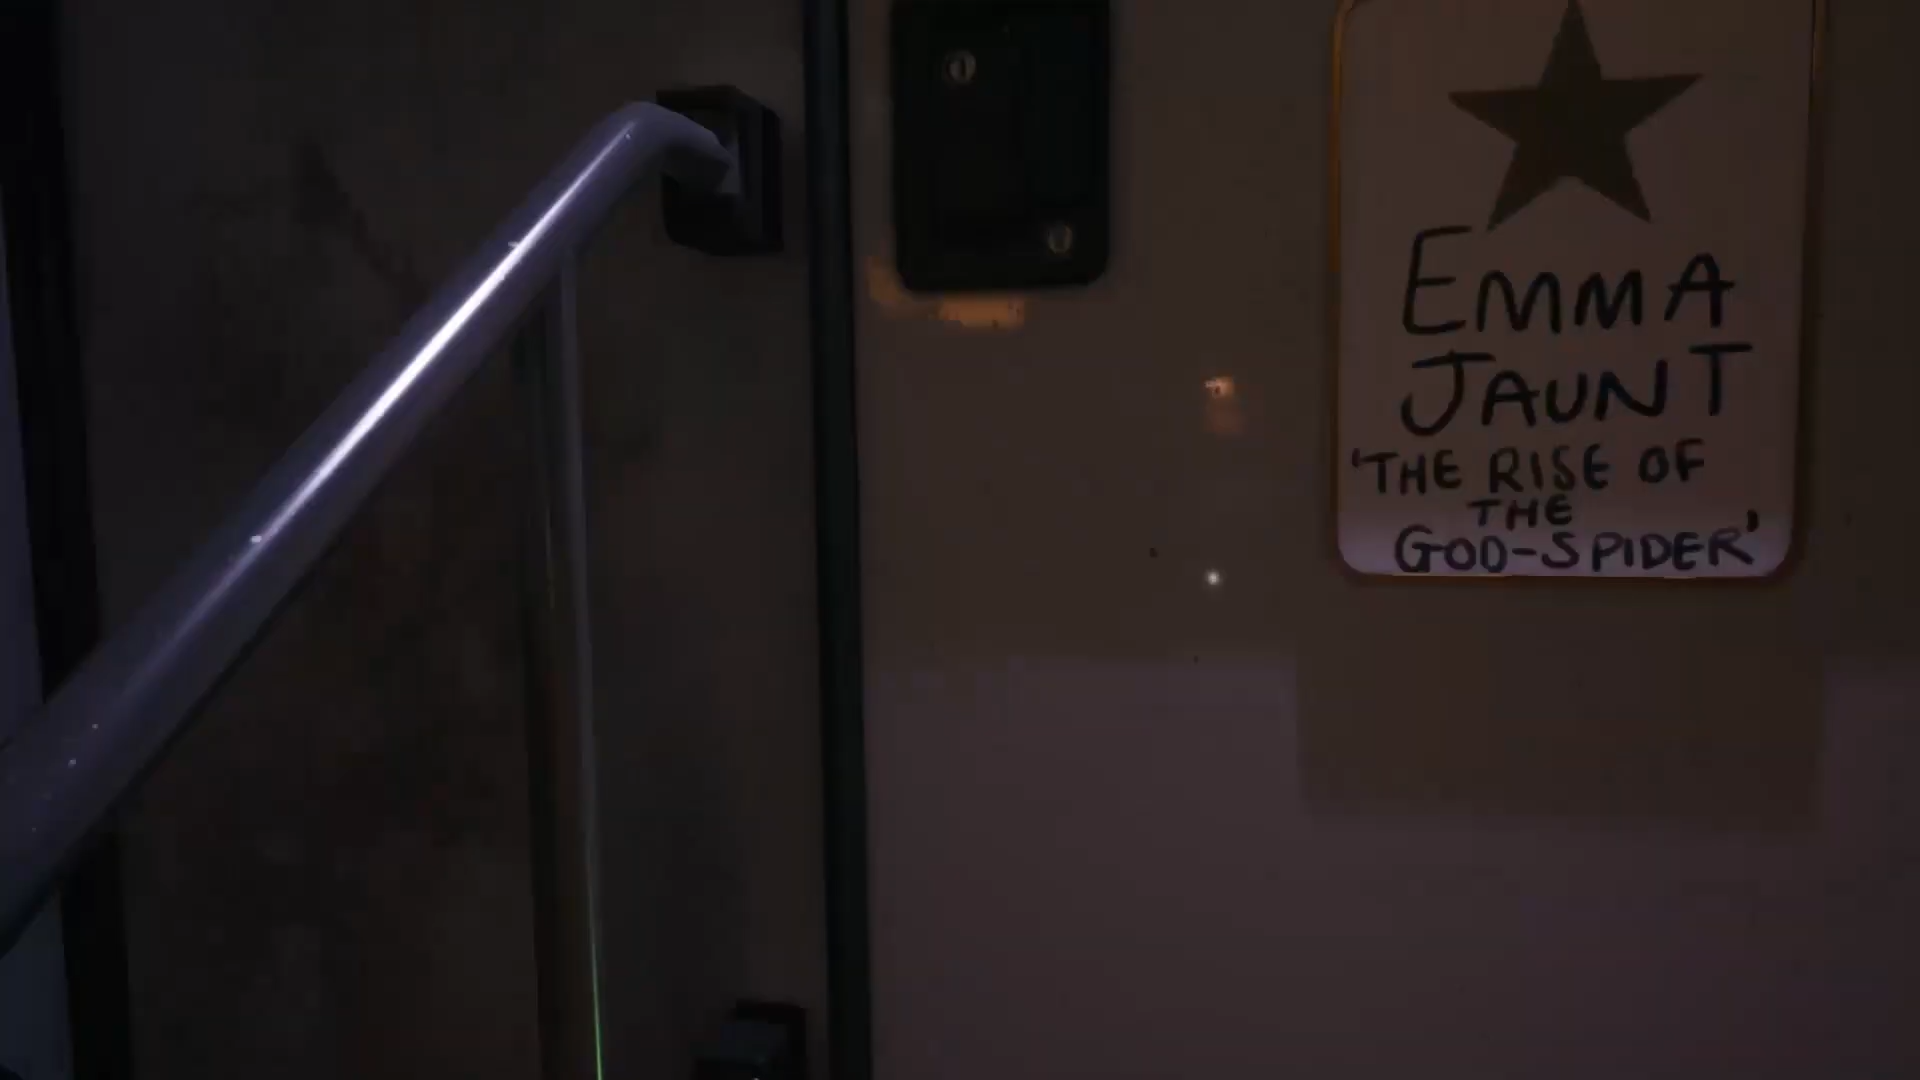 EMMA
JAUNT
'THE RISE OF
THE
GOD-SPIDER'